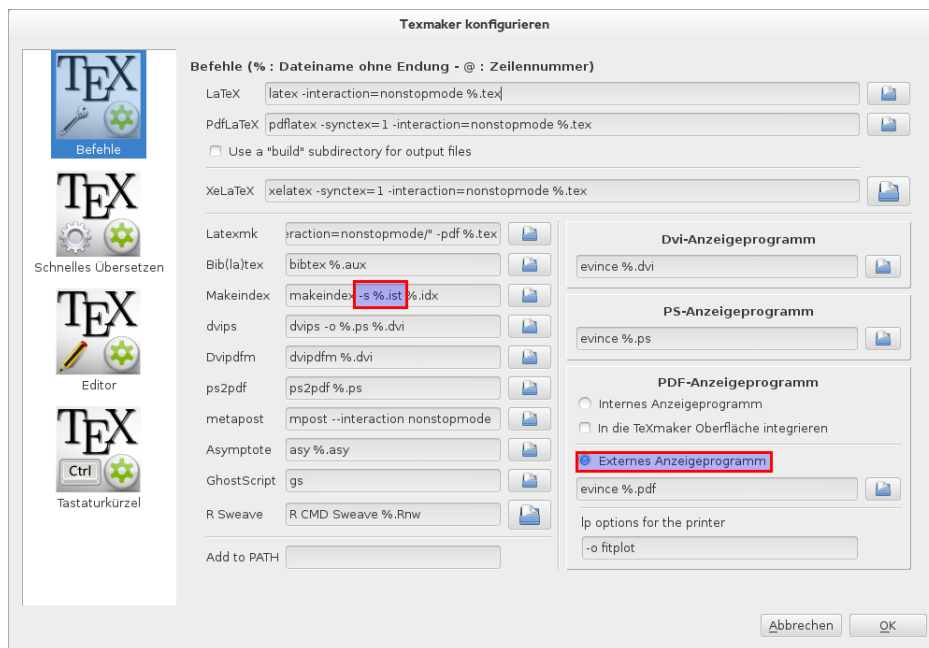 Texmaker konfigurieren
Befehle
Schnelles Übersetzen
Editor
Ctrl
Tastaturkürzel
Befehle (% : Dateiname ohne Endung - @ : Zeilennummer)
LaTeX latex -interaction=nonstopmode %.tex
PdfLaTeX pdflatex -synctex=1 -interaction=nonstopmode %.tex
Use a "build" subdirectory for output files
XeLaTeX xelatex -synctex=1 -interaction=nonstopmode %.tex
Latexmk eraction=nonstopmode/" -pdf %.tex
Bib(la)tex bibtex %.aux
Makeindex makeindex -s %.ist %.idx
dvips dvips -o %.ps %.dvi
Dvipdfm dvipdfm %.dvi
ps2pdf ps2pdf %.ps
metapost mpost --interaction nonstopmode
Asymptote asy %.asy
GhostScript gs
R Sweave R CMD Sweave %.Rnw
Add to PATH
Dvi-Anzeigeprogramm
evince %.dvi
PS-Anzeigeprogramm
evince %.ps
PDF-Anzeigeprogramm
Internes Anzeigeprogramm
In die TeXmaker Oberfläche integrieren
Externes Anzeigeprogramm
evince %.pdf
lp options for the printer
-o fitplot
Abbrechen OK